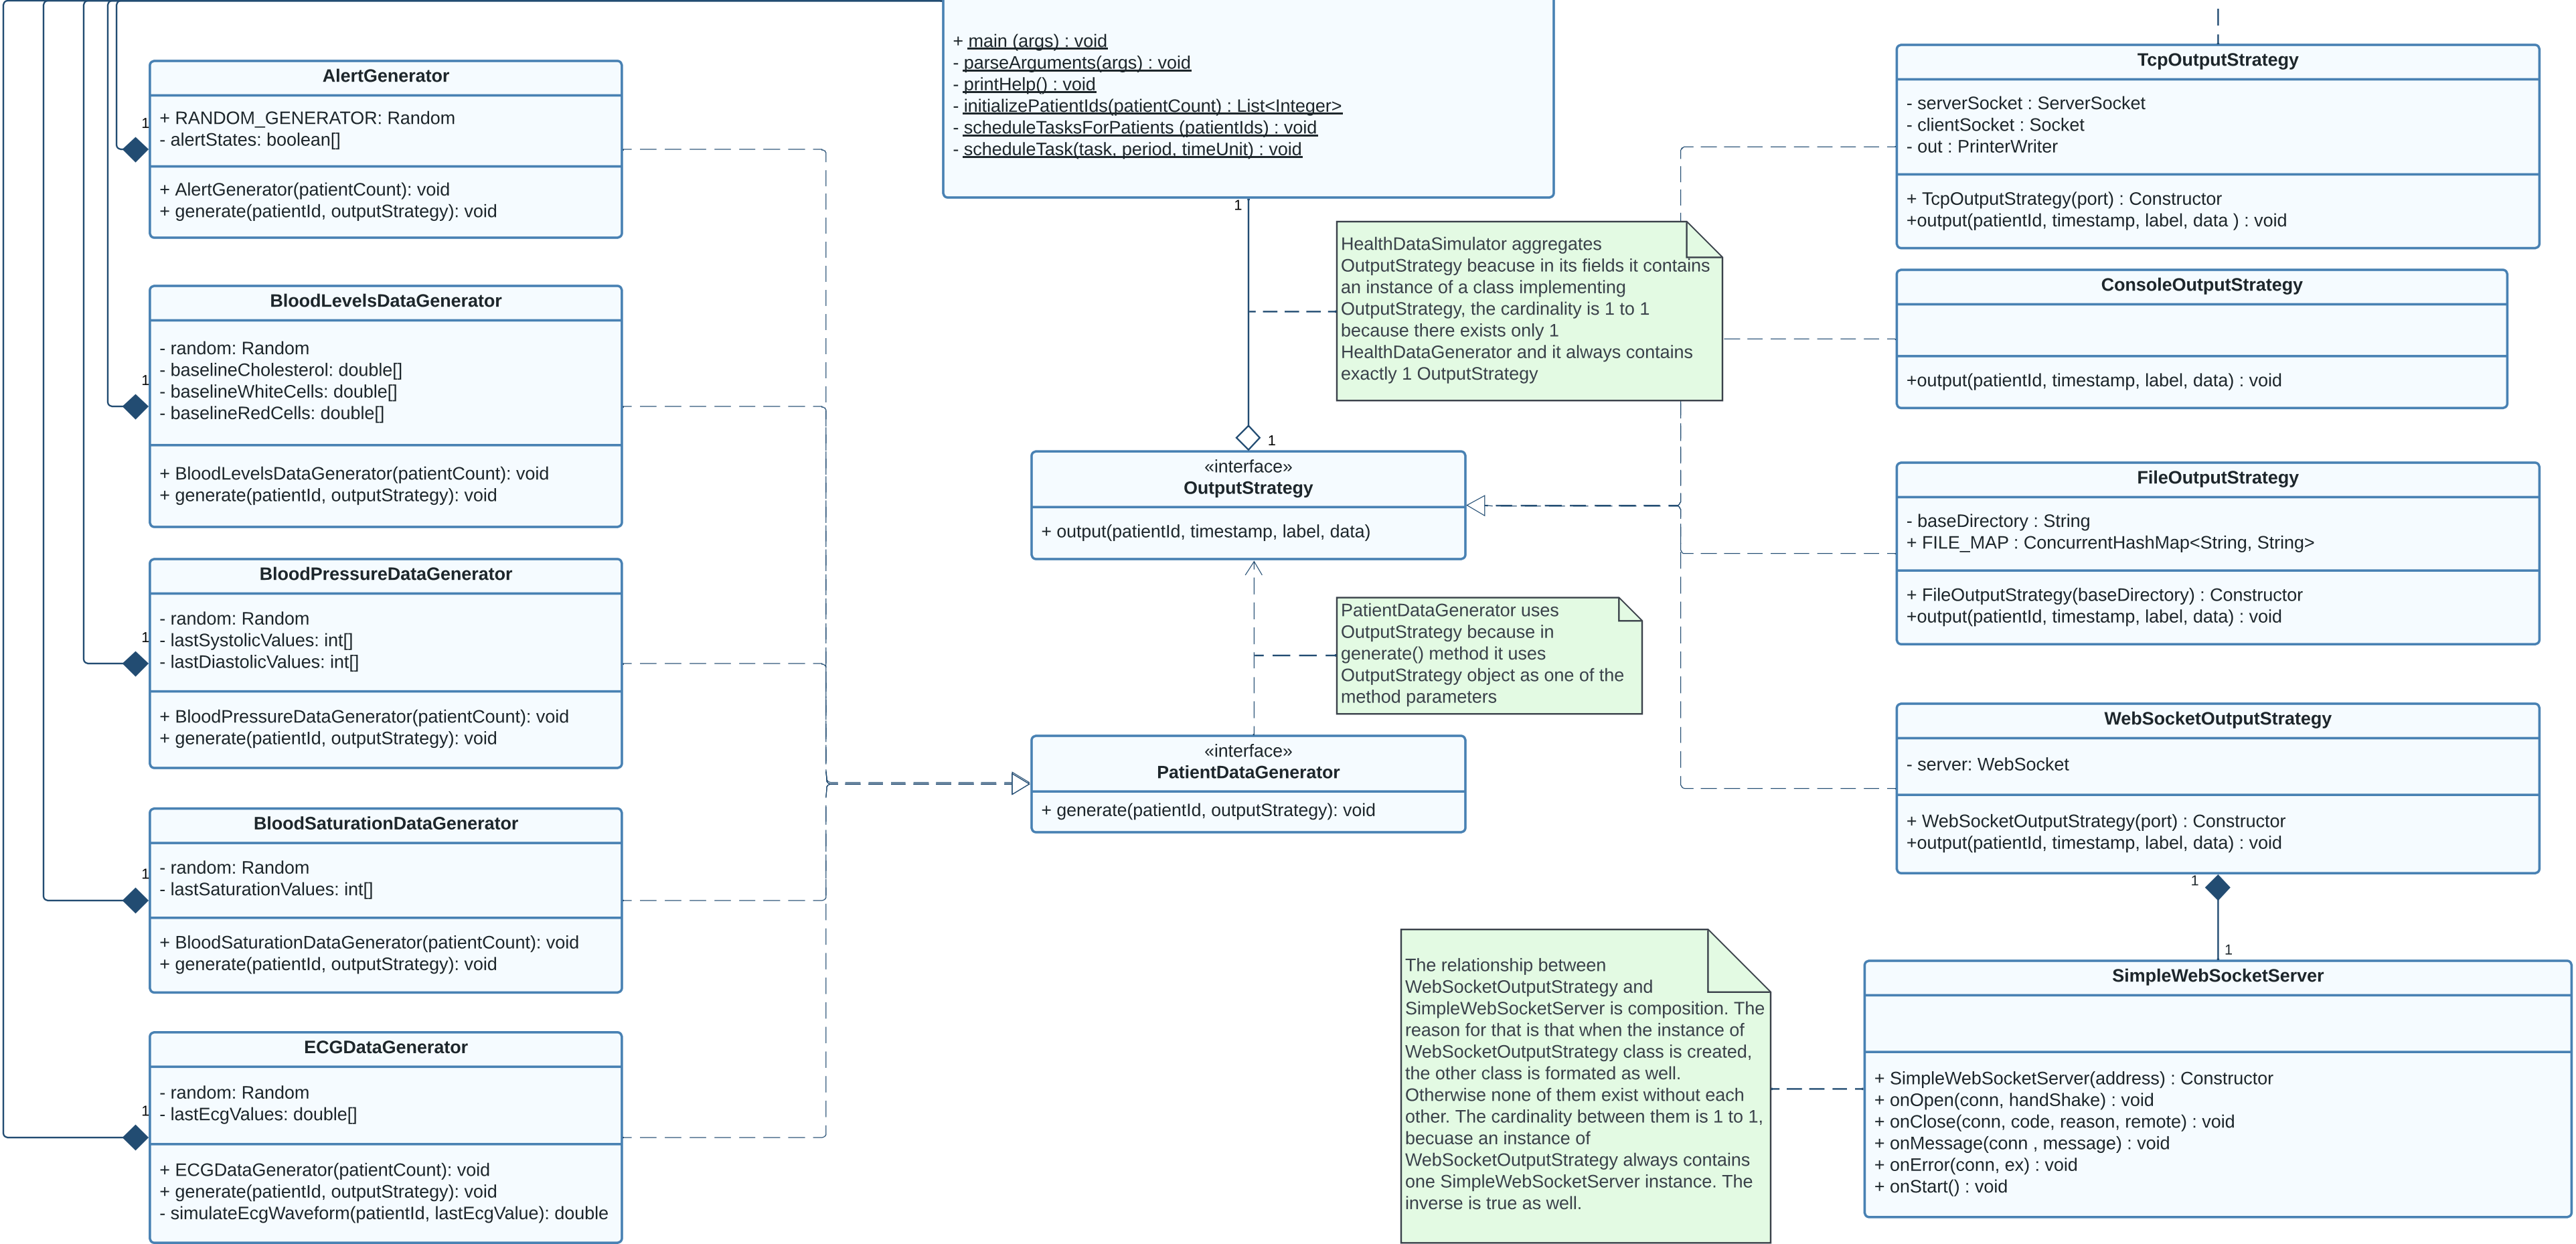 AlertGenerator
+ RANDOM_GENERATOR: Random
- alertStates: boolean[]
+ AlertGenerator(patientCount): void
+ generate(patientId, outputStrategy): void
1
BloodLevelsDataGenerator
- random: Random
- baselineCholesterol: double[]
- baselineWhiteCells: double[]
- baselineRedCells: double[]
+ BloodLevelsDataGenerator(patientCount): void
+ generate(patientId, outputStrategy): void
1
BloodPressureDataGenerator
- random: Random
- lastSystolicValues: int[]
- lastDiastolicValues: int[]
+ BloodPressureDataGenerator(patientCount): void
+ generate(patientId, outputStrategy): void
1
BloodSaturationDataGenerator
- random: Random
- lastSaturationValues: int[]
+ BloodSaturationDataGenerator(patientCount): void
+ generate(patientId, outputStrategy): void
1
ECGDataGenerator
- random: Random
- lastEcgValues: double[]
+ ECGDataGenerator(patientCount): void
+ generate(patientId, outputStrategy): void
- simulateEcgWaveform(patientId, lastEcgValue): double
1
+ main (args) : void
- parseArguments(args) : void
- printHelp() : void
- initializePatientIds(patientCount) : List<Integer>
- scheduleTasksForPatients (patientIds) : void
- scheduleTask(task, period, timeUnit) : void
1
HealthDataSimulator aggregates
OutputStrategy beacuse in its fields it contains
an instance of a class implementing
OutputStrategy, the cardinality is 1 to 1
because there exists only 1
HealthDataGenerator and it always contains
exactly 1 OutputStrategy
1
«interface»
OutputStrategy
+ output(patientId, timestamp, label, data)
PatientDataGenerator uses
OutputStrategy because in
generate() method it uses
OutputStrategy object as one of the
method parameters
«interface»
PatientDataGenerator
+ generate(patientId, outputStrategy): void
The relationship between
WebSocketOutputStrategy and
SimpleWebSocketServer is composition. The
reason for that is that when the instance of
WebSocketOutputStrategy class is created,
the other class is formated as well.
Otherwise none of them exist without each
other. The cardinality between them is 1 to 1,
becuase an instance of
WebSocketOutputStrategy always contains
one SimpleWebSocketServer instance. The
inverse is true as well.
TcpOutputStrategy
- serverSocket : ServerSocket
- clientSocket : Socket
- out : PrinterWriter
+ TcpOutputStrategy(port) : Constructor
+output(patientId, timestamp, label, data ) : void
ConsoleOutputStrategy
+output(patientId, timestamp, label, data) : void
FileOutputStrategy
- baseDirectory : String
+ FILE_MAP : ConcurrentHashMap<String, String>
+ FileOutputStrategy(baseDirectory) : Constructor
+output(patientId, timestamp, label, data) : void
WebSocketOutputStrategy
- server: WebSocket
+ WebSocketOutputStrategy(port) : Constructor
+output(patientId, timestamp, label, data) : void
1
1
SimpleWebSocketServer
+ SimpleWebSocketServer(address) : Constructor
+ onOpen(conn, handShake) : void
+ onClose(conn, code, reason, remote) : void
+ onMessage(conn , message) : void
+ onError(conn, ex) : void
+ onStart() : void